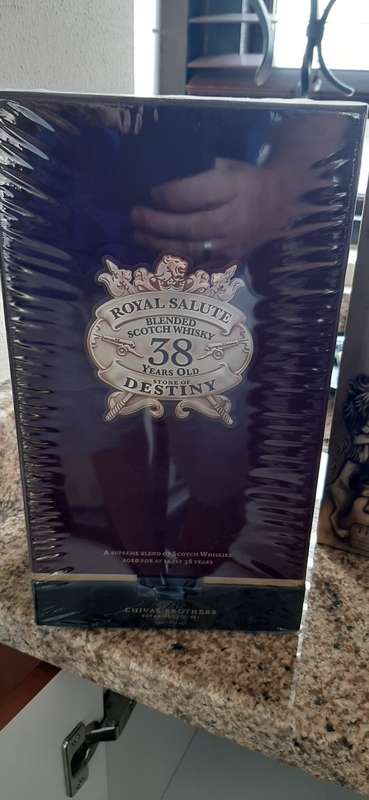 ROYAL SALUTE
BLENDED
SCOTCH WHISKY
38
YEARS OLD
STONE OF
DESTINY
A SUPREME BLEND OF SCOTCH WHISKIES
AGED FOR AT LEAST 38 YEARS
CHIVAS BROTHERS